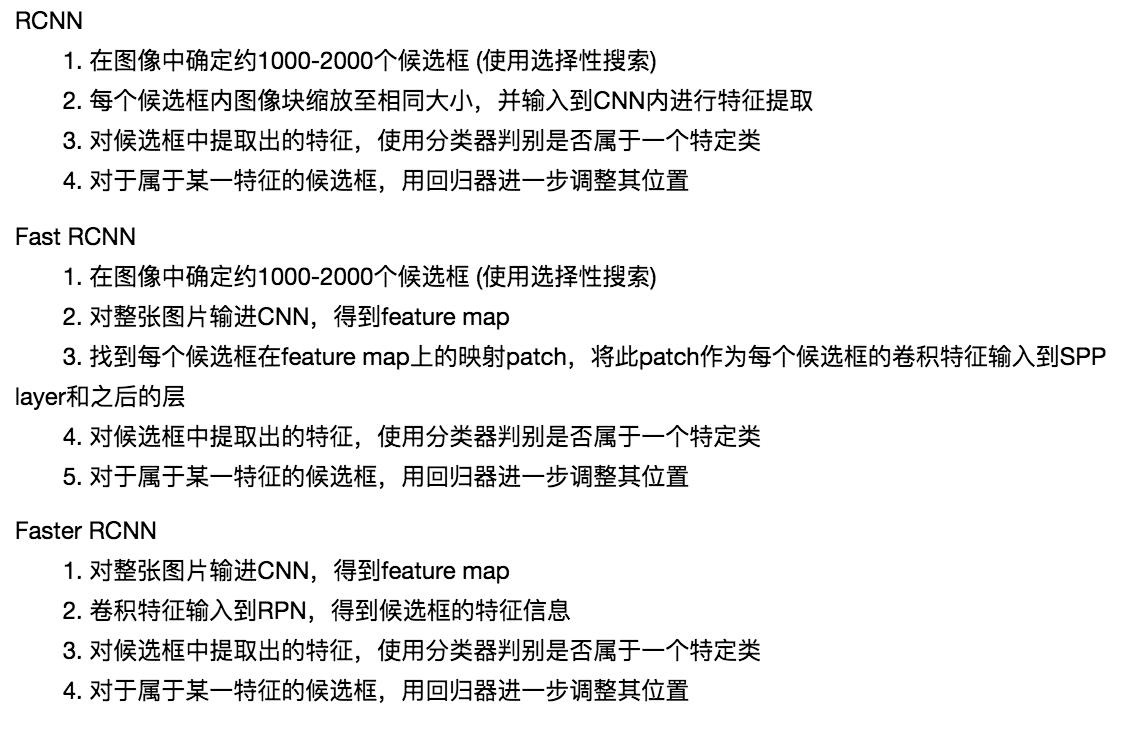 RCNN
1. 在图像中确定约1000-2000个候选框 (使用选择性搜索)
2. 每个候选框内图像块缩放至相同大小，并输入到CNN内进行特征提取
3. 对候选框中提取出的特征，使用分类器判别是否属于一个特定类
4. 对于属于某一特征的候选框，用回归器进一步调整其位置
Fast RCNN
1. 在图像中确定约1000-2000个候选框 (使用选择性搜索)
2. 对整张图片输进CNN，得到feature map
3. 找到每个候选框在feature map上的映射patch，将此patch作为每个候选框的卷积特征输入到SPP
layer和之后的层
4. 对候选框中提取出的特征，使用分类器判别是否属于一个特定类
5. 对于属于某一特征的候选框，用回归器进一步调整其位置
Faster RCNN
1. 对整张图片输进CNN，得到feature map
2. 卷积特征输入到RPN，得到候选框的特征信息
3. 对候选框中提取出的特征，使用分类器判别是否属于一个特定类
4. 对于属于某一特征的候选框，用回归器进一步调整其位置